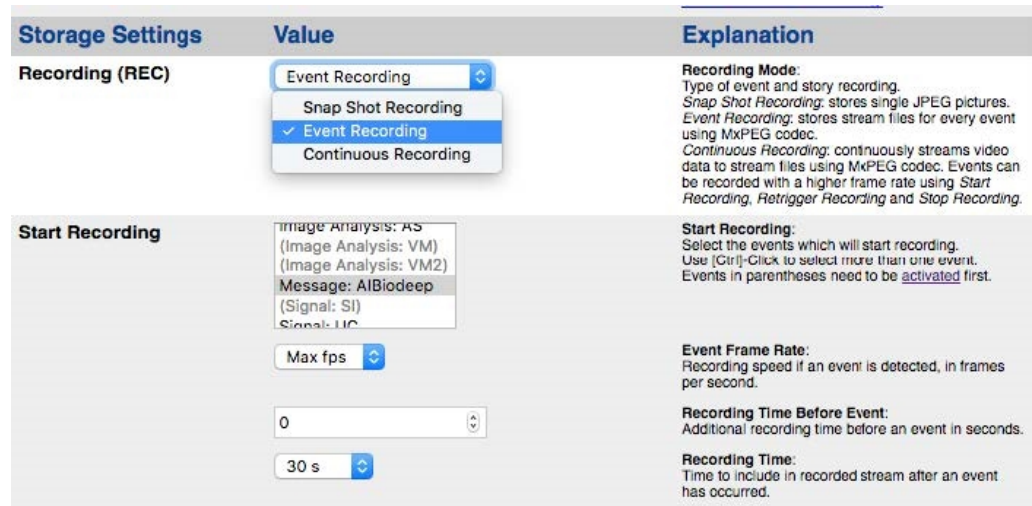 Storage Settings Value Explanation
Recording (REC)
Event Recording
Snap Shot Recording
✓ Event Recording
Continuous Recording
Recording Mode:
Type of event and story recording.
Snap Shot Recording: stores single JPEG pictures.
Event Recording: stores stream files for every event
using MxPEG codec.
Continuous Recording: continuously streams video
data to stream files using MxPEG codec. Events can
be recorded with a higher frame rate using Start
Recording, Retrigger Recording and Stop Recording.
Start Recording
Image Analysis: AS
(Image Analysis: VM)
(Image Analysis: VM2)
Message: AIBiodeep
(Signal: SI)
Signal: UC
Start Recording:
Select the events which will start recording.
Use [Ctrl]-Click to select more than one event.
Events in parentheses need to be activated first.
Max fps
Event Frame Rate:
Recording speed if an event is detected, in frames
per second.
0
Recording Time Before Event:
Additional recording time before an event in seconds.
30 s
Recording Time:
Time to include in recorded stream after an event
has occurred.